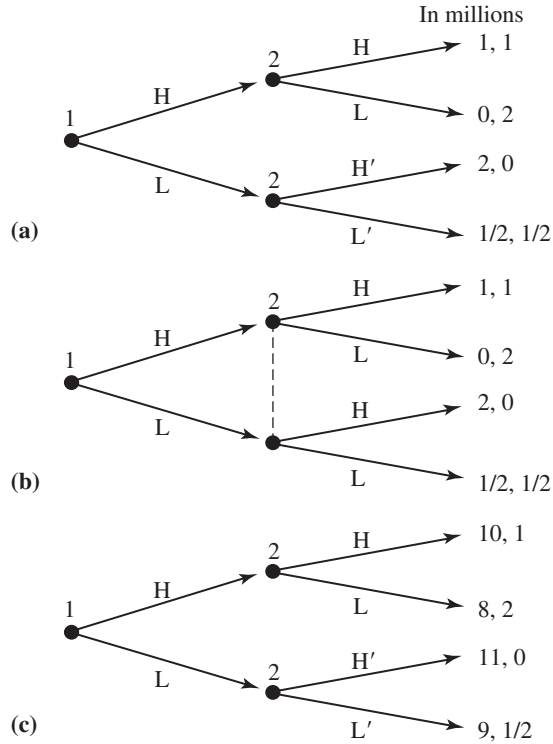 In millions
H 1, 1
2
H
1
L 0, 2
H′ 2, 0
L 2
(a) L′ 1/2, 1/2
H 1, 1
2
H
1
L 0, 2
H 2, 0
L
(b) L 1/2, 1/2
H 10, 1
2
H
1
L 8, 2
H′ 11, 0
L 2
(c) L′ 9, 1/2